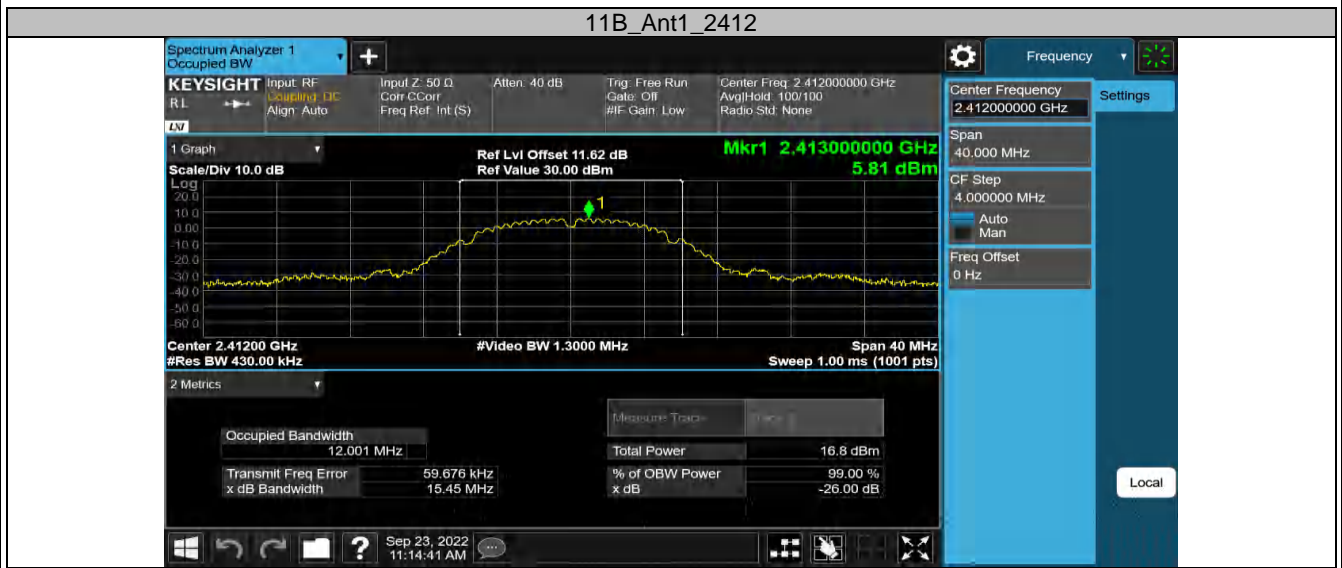 11B_Ant1_2412
Spectrum Analyzer 1
Occupied BW
+
Frequency
KEYSIGHT
RL
LXI
Input: RF
Coupling: DC
Align: Auto
Input Z: 50 Ω
Corr CCorr
Freq Ref: Int (S)
Atten: 40 dB
Trig: Free Run
Gate: Off
#IF Gain: Low
Center Freq: 2.412000000 GHz
Avg|Hold: 100/100
Radio Std: None
Center Frequency
2.412000000 GHz
Settings
Span
40.000 MHz
CF Step
4.000000 MHz
Auto
Man
Freq Offset
0 Hz
1 Graph
Scale/Div 10.0 dB
Ref Lvl Offset 11.62 dB
Ref Value 30.00 dBm
Mkr1 2.413000000 GHz
5.81 dBm
Log
20.0
10.0
0.00
-10.0
-20.0
-30.0
-40.0
-50.0
-60.0
1
Center 2.41200 GHz
#Res BW 430.00 kHz
#Video BW 1.3000 MHz
Span 40 MHz
Sweep 1.00 ms (1001 pts)
2 Metrics
Measure Trace
Occupied Bandwidth
12.001 MHz
Total Power 16.8 dBm
Transmit Freq Error 59.676 kHz
% of OBW Power 99.00 %
x dB Bandwidth 15.45 MHz
x dB -26.00 dB
Local
?
Sep 23, 2022
11:14:41 AM